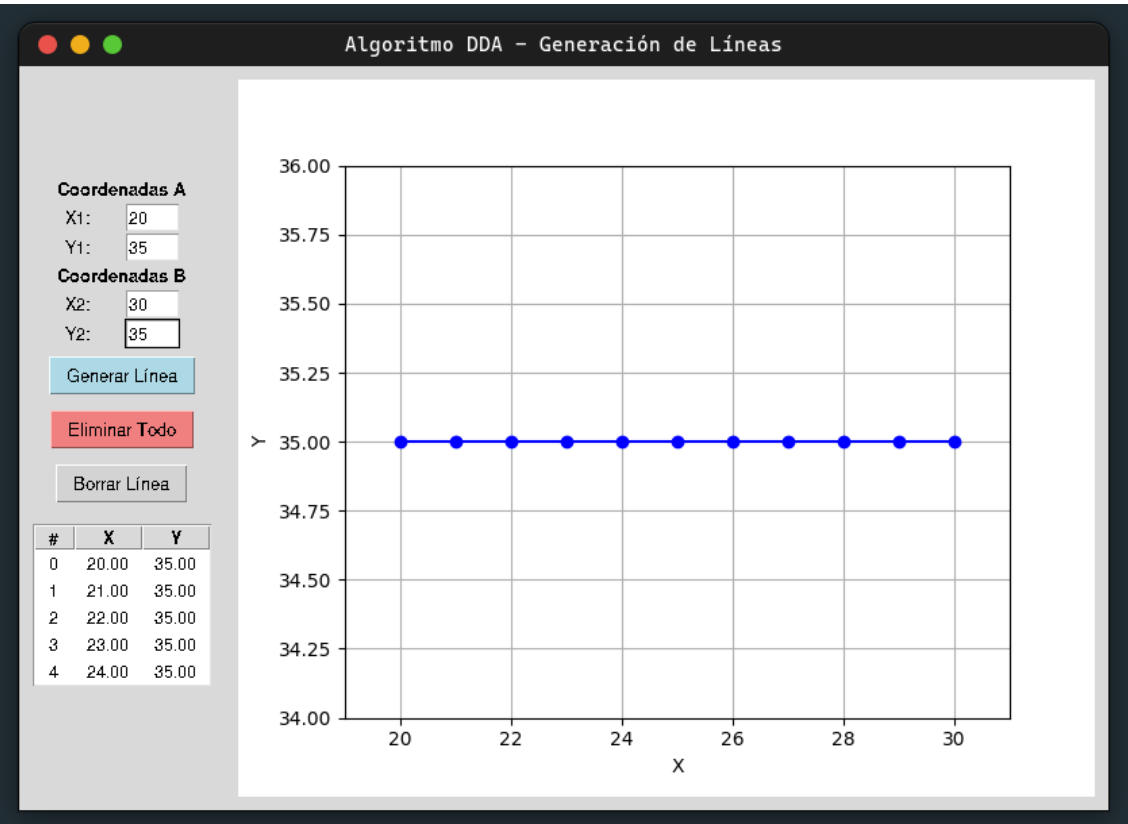 Algoritmo DDA - Generación de Líneas
Coordenadas A
X1: 20
Y1: 35
Coordenadas B
X2: 30
Y2: 35
Generar Línea
Eliminar Todo
Borrar Línea
# X Y
0 20.00 35.00
1 21.00 35.00
2 22.00 35.00
3 23.00 35.00
4 24.00 35.00
36.00
35.75
35.50
35.25
35.00
34.75
34.50
34.25
34.00
Y
20 22 24 26 28 30
X